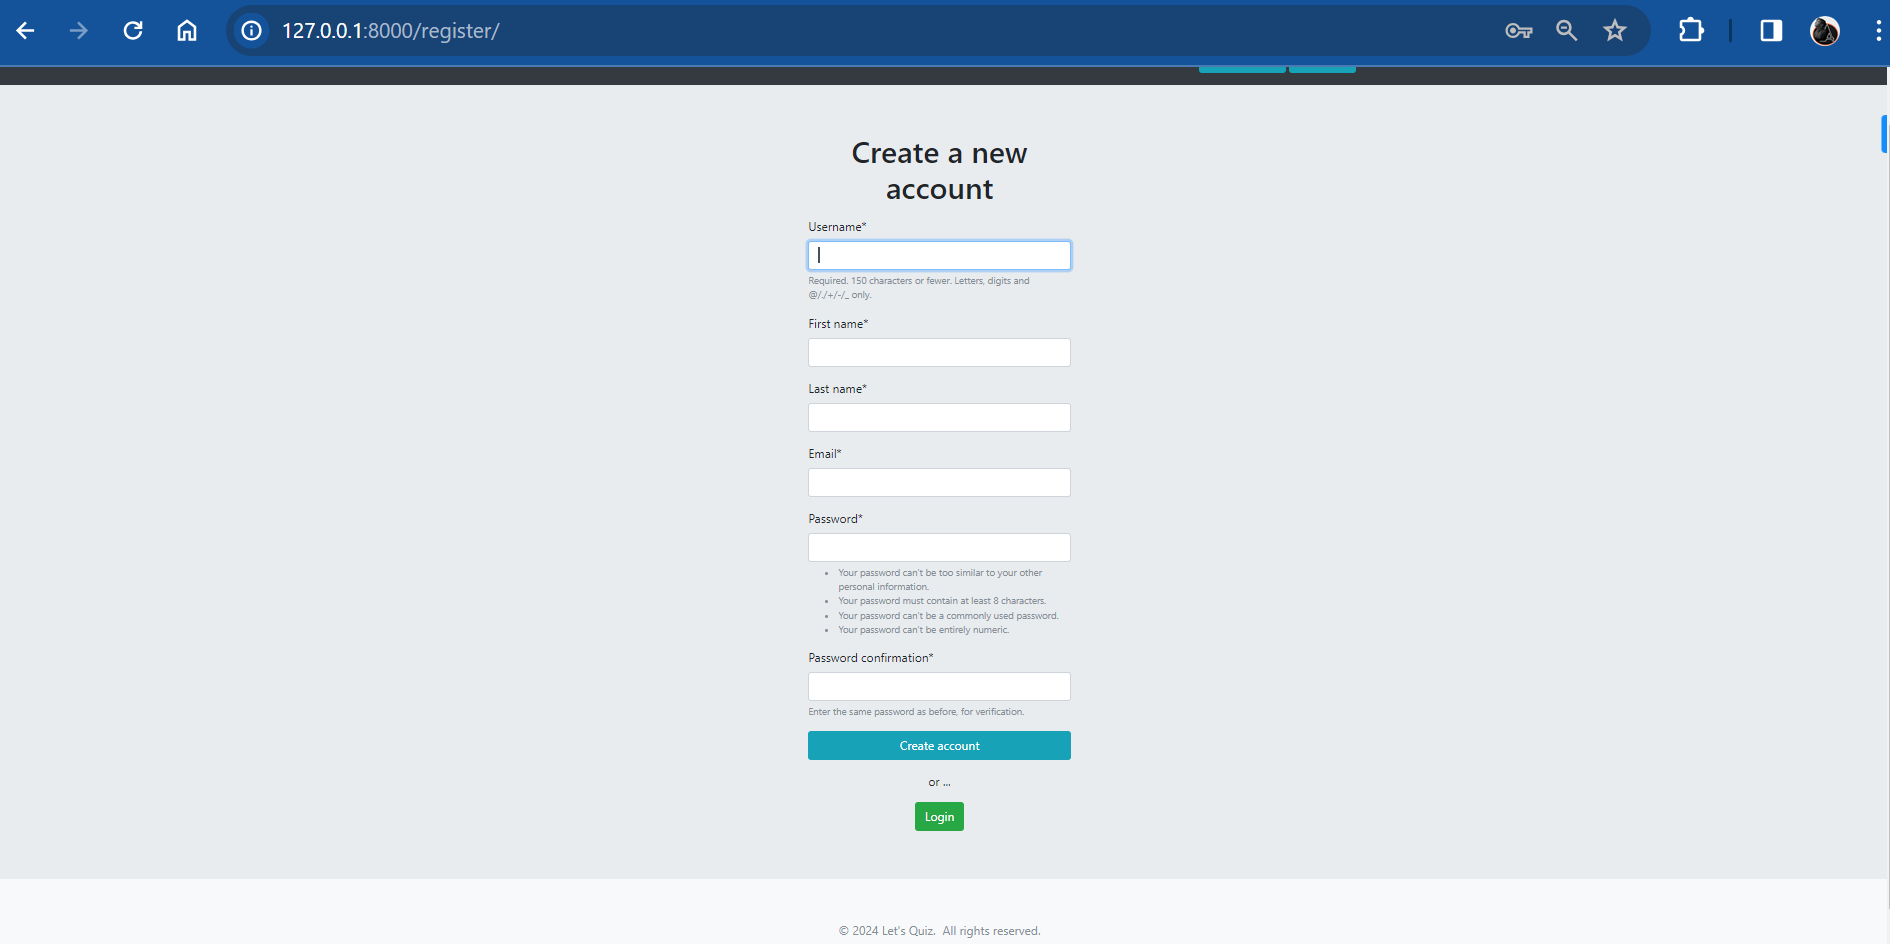 127.0.0.1:8000/register/
Create a new
account
Username*
Required. 150 characters or fewer. Letters, digits and
@/./+/-/_ only.
First name*
Last name*
Email*
Password*
• Your password can't be too similar to your other
personal information.
• Your password must contain at least 8 characters.
• Your password can't be a commonly used password.
• Your password can't be entirely numeric.
Password confirmation*
Enter the same password as before, for verification.
Create account
or ...
Login
© 2024 Let's Quiz. All rights reserved.